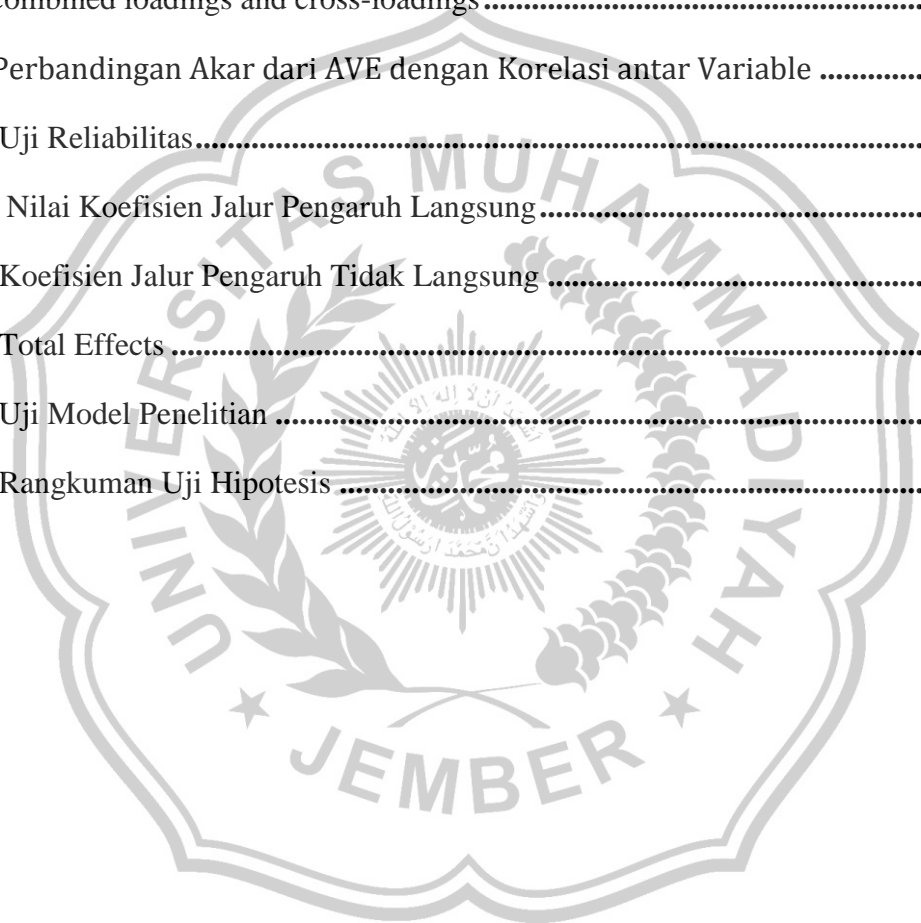 Combined loadings and cross-loadings..........................................................
Perbandingan Akar dari AVE dengan Korelasi antar Variable ............
Uji Reliabilitas...............................................................................................
Nilai Koefisien Jalur Pengaruh Langsung..................................................
Koefisien Jalur Pengaruh Tidak Langsung ................................................
Total Effects ..................................................................................................
Uji Model Penelitian .....................................................................................
Rangkuman Uji Hipotesis ............................................................................
UNIVERSITAS MUHAMMADIYAH
JEMBER